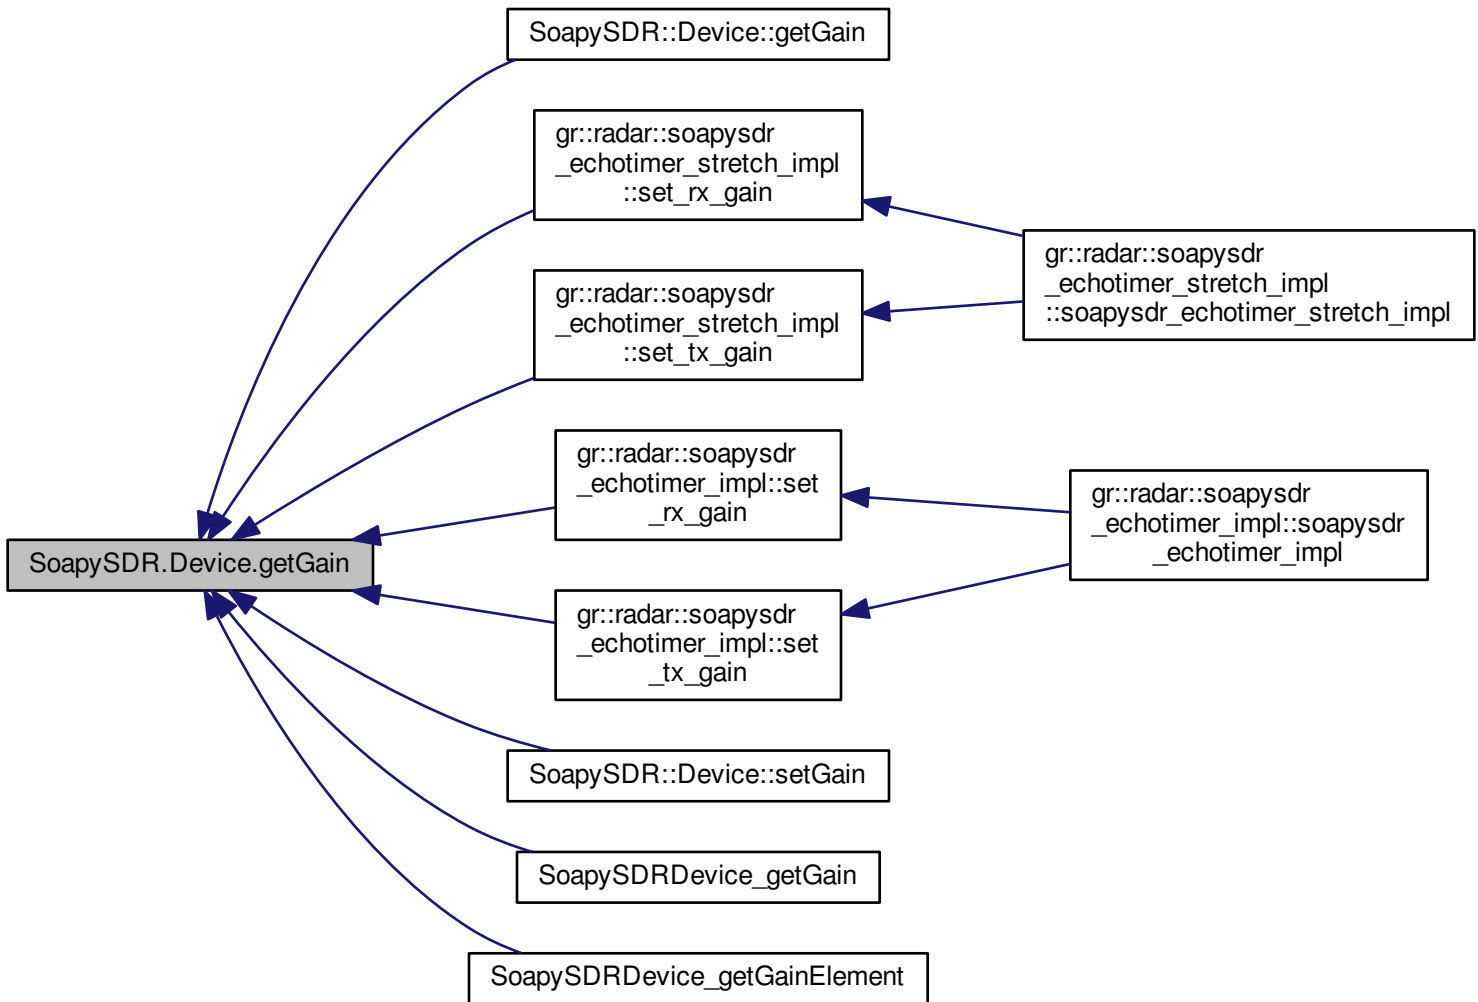 SoapySDR::Device::getGain
gr::radar::soapysdr
_echotimer_stretch_impl
::set_rx_gain
gr::radar::soapysdr
_echotimer_stretch_impl
::soapysdr_echotimer_stretch_impl
gr::radar::soapysdr
_echotimer_stretch_impl
::set_tx_gain
gr::radar::soapysdr
_echotimer_impl::set
_rx_gain
gr::radar::soapysdr
_echotimer_impl::soapysdr
_echotimer_impl
SoapySDR.Device.getGain
gr::radar::soapysdr
_echotimer_impl::set
_tx_gain
SoapySDR::Device::setGain
SoapySDRDevice_getGain
SoapySDRDevice_getGainElement